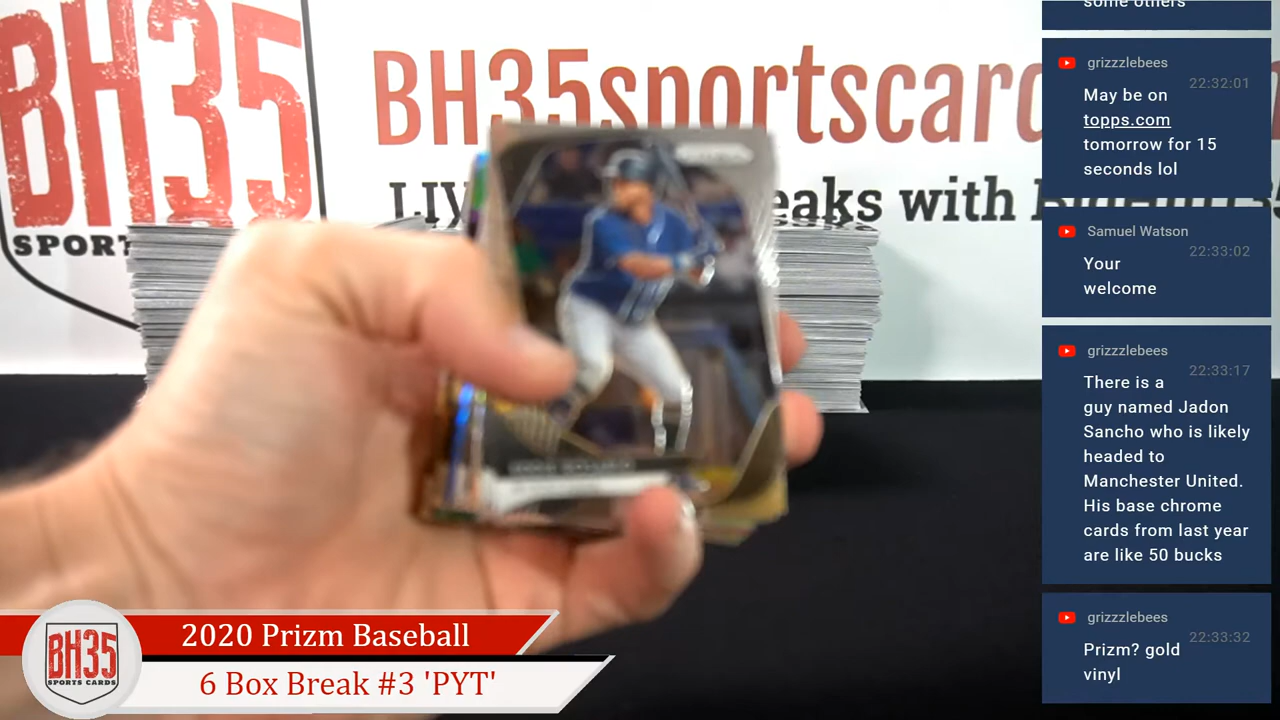 BH35
SPORT
BH35sportscard
LIV eaks with
some others
grizzzlebees
22:32:01
May be on
topps.com
tomorrow for 15
seconds lol
Samuel Watson
22:33:02
Your
welcome
grizzzlebees
22:33:17
There is a
guy named Jadon
Sancho who is likely
headed to
Manchester United.
His base chrome
cards from last year
are like 50 bucks
grizzzlebees
22:33:32
Prizm? gold
vinyl
BH35
SPORTS CARDS
2020 Prizm Baseball
6 Box Break #3 'PYT'